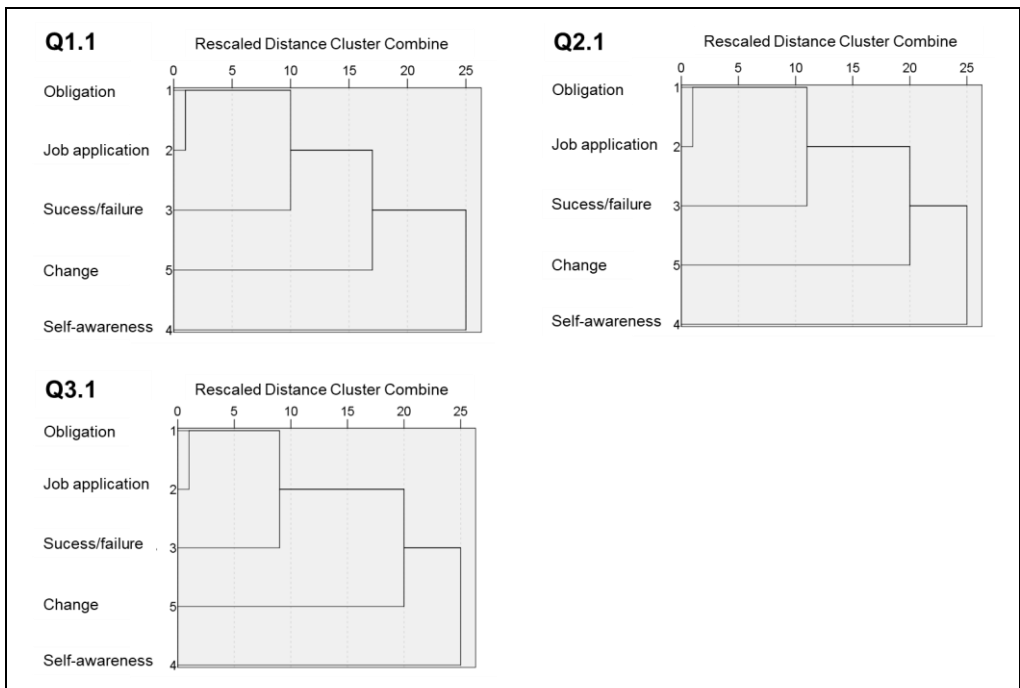 Q1.1
Rescaled Distance Cluster Combine
0 5 10 15 20 25
Obligation 1
Job application 2
Sucess/failure 3
Change 5
Self-awareness 4
Q2.1
Rescaled Distance Cluster Combine
0 5 10 15 20 25
Obligation 1
Job application 2
Sucess/failure 3
Change 5
Self-awareness 4
Q3.1
Rescaled Distance Cluster Combine
0 5 10 15 20 25
Obligation 1
Job application 2
Sucess/failure 3
Change 5
Self-awareness 4